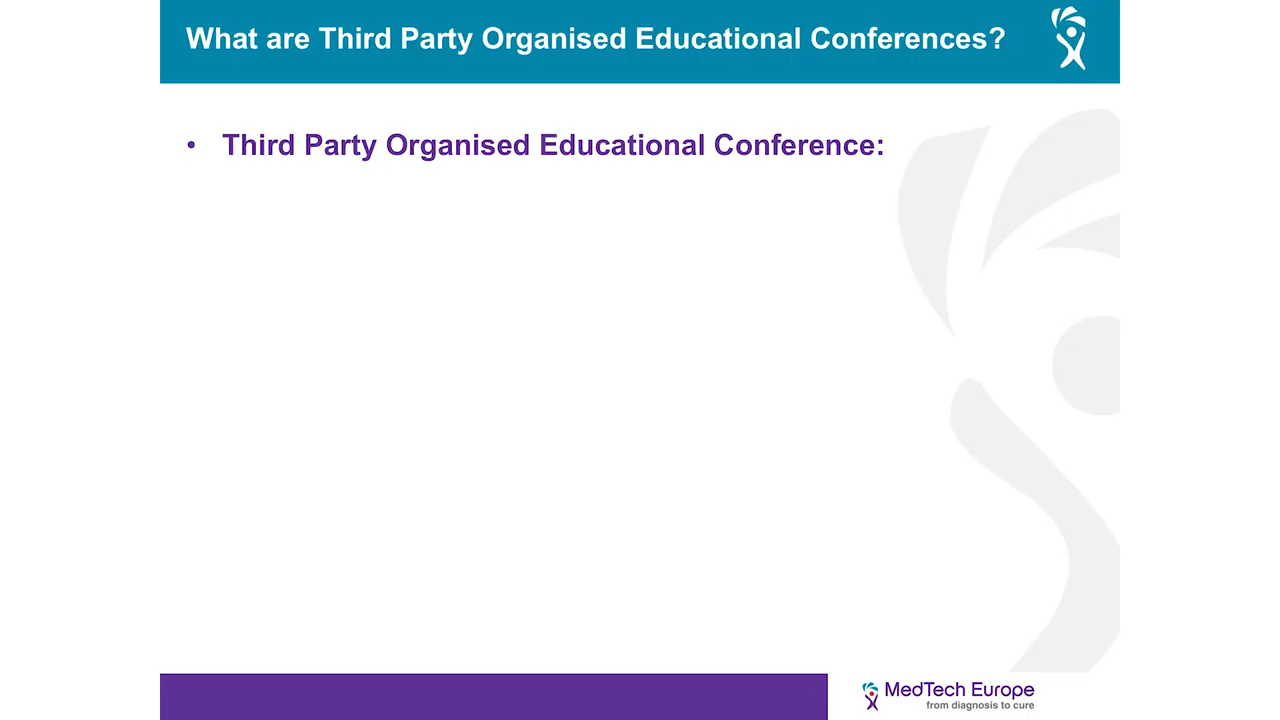 What are Third Party Organised Educational Conferences?
• Third Party Organised Educational Conference:
MedTech Europe
from diagnosis to cure